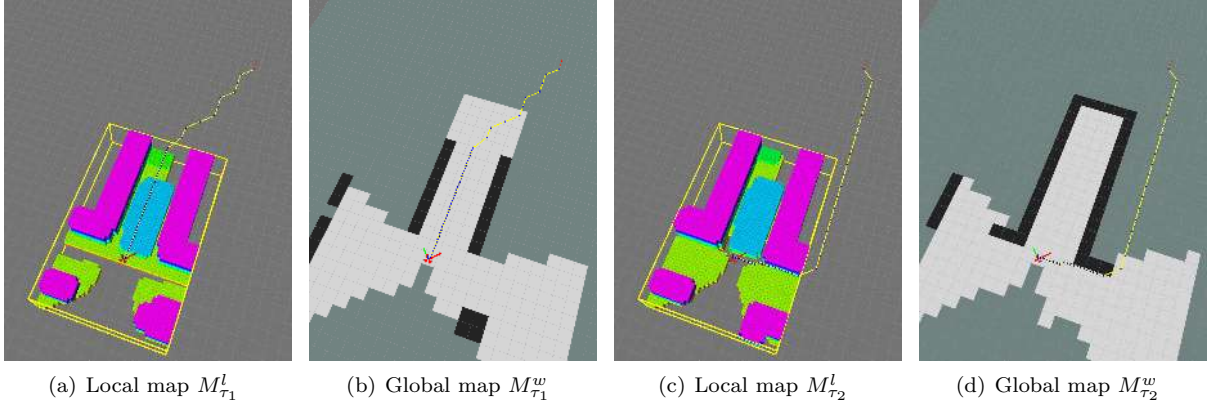 (a) Local map $M^l_{\tau_1}$
(b) Global map $M^w_{\tau_1}$
(c) Local map $M^l_{\tau_2}$
(d) Global map $M^w_{\tau_2}$